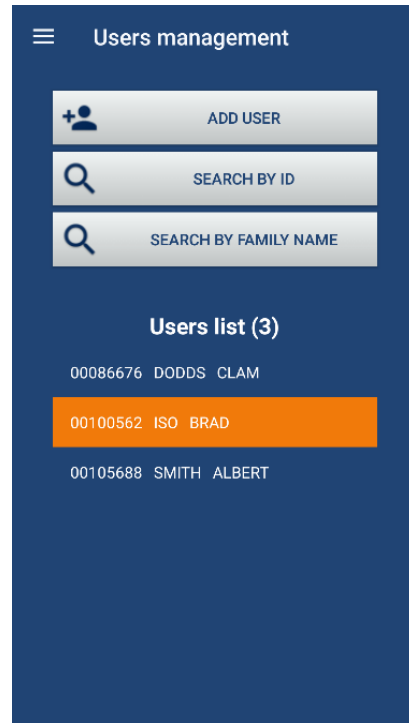 Users management
ADD USER
SEARCH BY ID
SEARCH BY FAMILY NAME
Users list (3)
00086676 DODDS CLAM
00100562 ISO BRAD
00105688 SMITH ALBERT